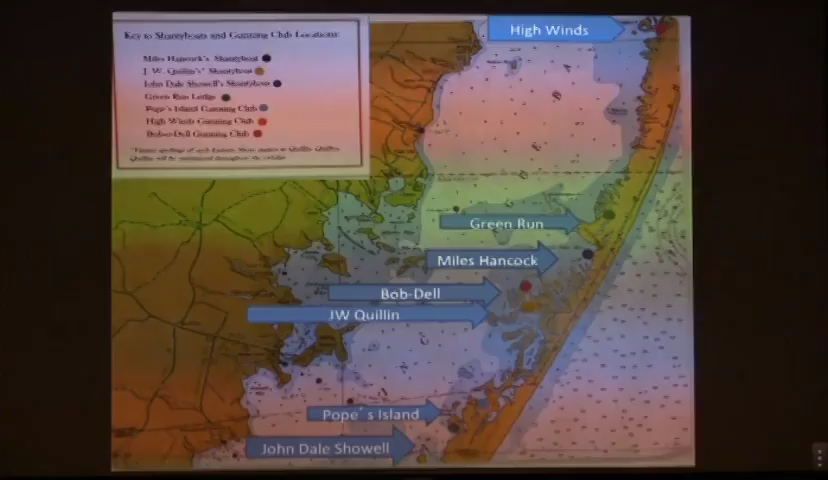 Key to Shantyboats and Gunning Club Locations:
Miles Hancock's Shantyboat
J. W. Quillin's* Shantyboat
John Dale Showell's Shantyboat
Green Run Lodge
Pope's Island Gunning Club
High Winds Gunning Club
Bob-o-Dell Gunning Club
High Winds
Green Run
Miles Hancock
Bob-Dell
JW Quillin
Pope's Island
John Dale Showell